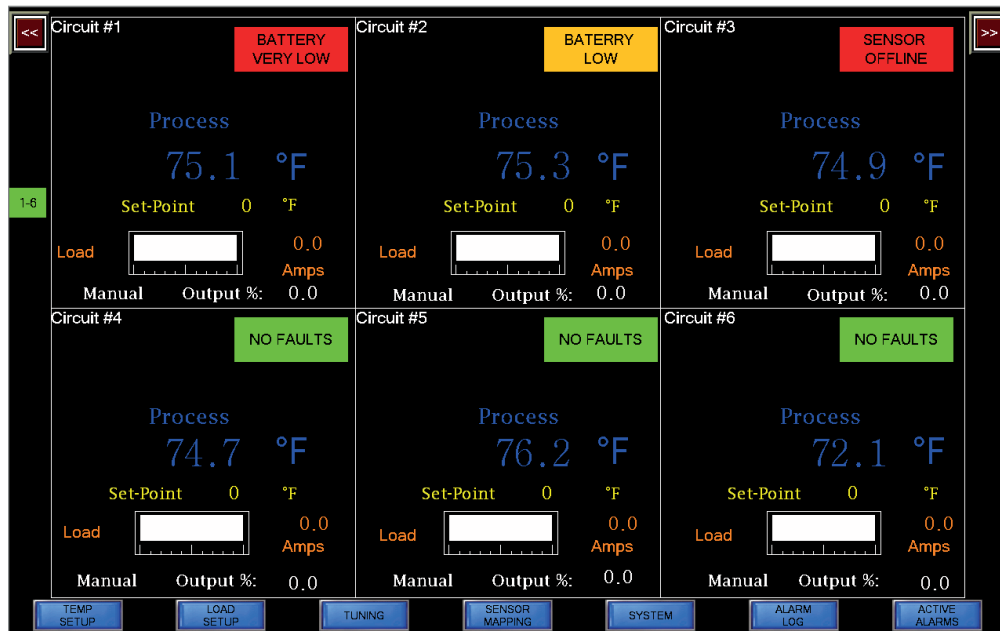 <<
Circuit #1
BATTERY
VERY LOW
Process
75.1 °F
Set-Point 0 °F
Load
0.0
Amps
Manual Output %: 0.0
Circuit #2
BATERRY
LOW
Process
75.3 °F
Set-Point 0 °F
Load
0.0
Amps
Manual Output %: 0.0
Circuit #3
SENSOR
OFFLINE
Process
74.9 °F
Set-Point 0 °F
Load
0.0
Amps
Manual Output %: 0.0
>>
1-6
Circuit #4
NO FAULTS
Process
74.7 °F
Set-Point 0 °F
Load
0.0
Amps
Manual Output %: 0.0
Circuit #5
NO FAULTS
Process
76.2 °F
Set-Point 0 °F
Load
0.0
Amps
Manual Output %: 0.0
Circuit #6
NO FAULTS
Process
72.1 °F
Set-Point 0 °F
Load
0.0
Amps
Manual Output %: 0.0
TEMP
SETUP
LOAD
SETUP
TUNING
SENSOR
MAPPING
SYSTEM
ALARM
LOG
ACTIVE
ALARMS